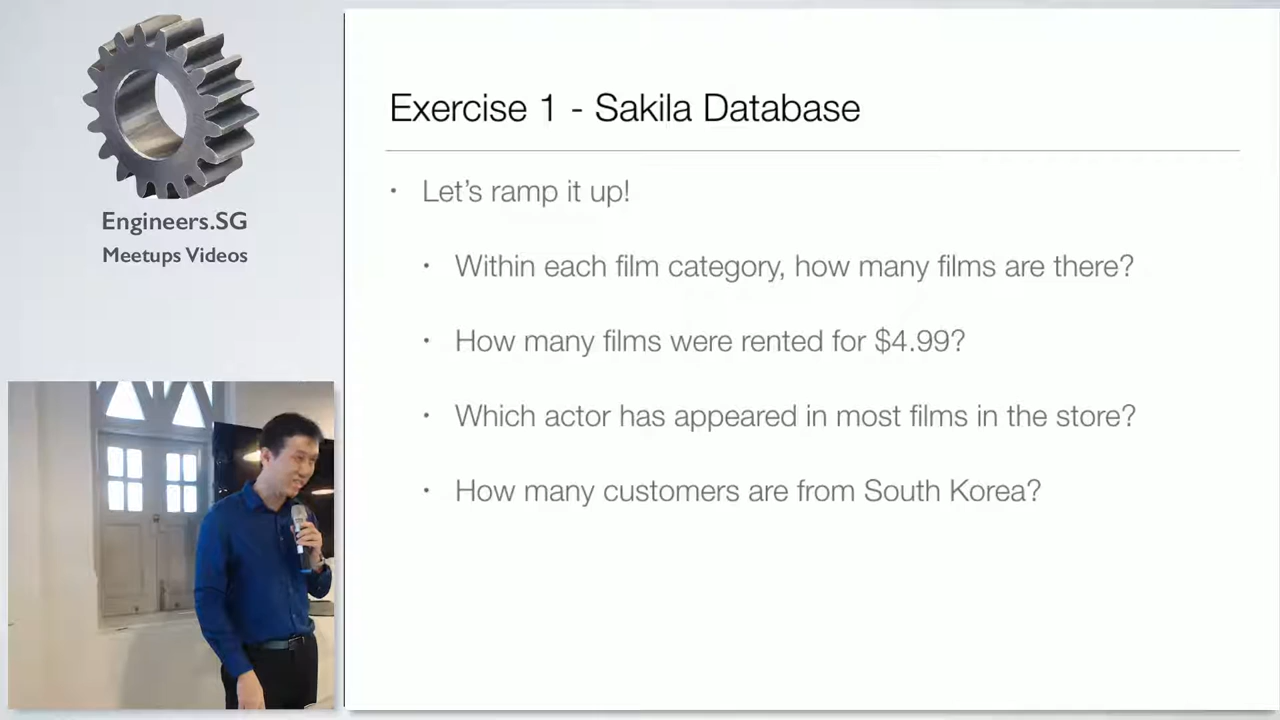 Engineers.SG
Meetups Videos
Exercise 1 - Sakila Database
• Let’s ramp it up!
• Within each film category, how many films are there?
• How many films were rented for $4.99?
• Which actor has appeared in most films in the store?
• How many customers are from South Korea?